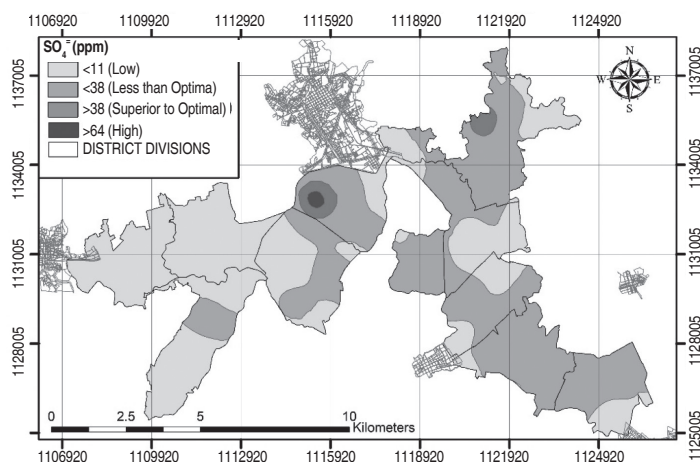 1106920 1109920 1112920 1115920 1118920 1121920 1124920
SO₄⁼ (ppm)
<11 (Low)
<38 (Less than Optima)
>38 (Superior to Optimal)
>64 (High)
DISTRICT DIVISIONS
N
W E
S
1137005 1137005
1134005 1134005
1131005 1131005
1128005 1128005
1125005
0 2.5 5 10
Kilometers
1106920 1109920 1112920 1115920 1118920 1121920 1124920